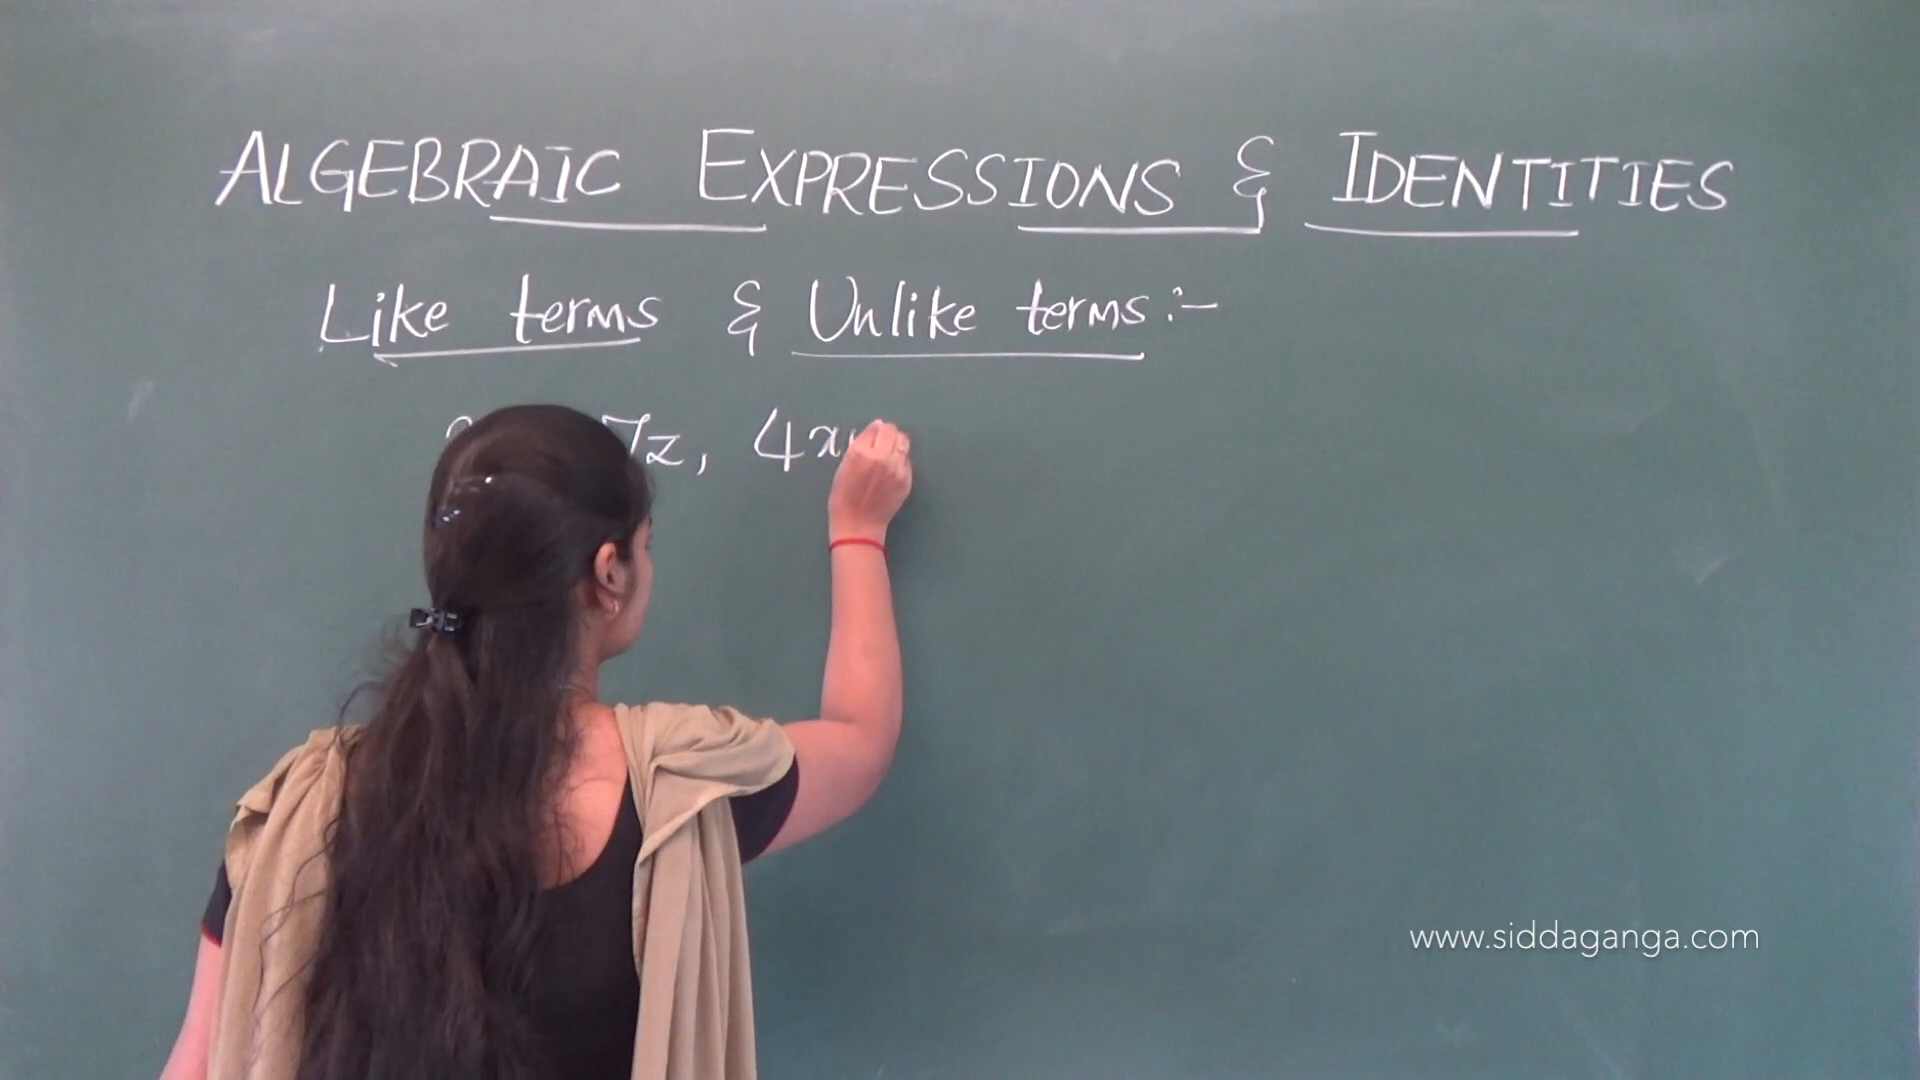 ALGEBRAIC EXPRESSIONS & IDENTITIES
Like terms & Unlike terms :-
7z, 4x
www.siddaganga.com